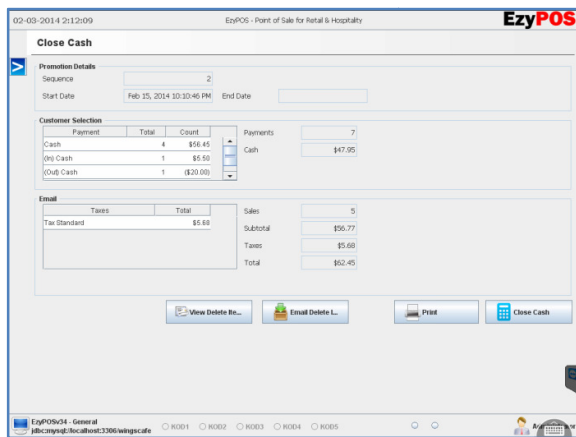 02-03-2014 2:12:09 EzyPOS - Point of Sale for Retail & Hospitality EzyPOS
Close Cash
>
Promotion Details
Sequence 2
Start Date Feb 15, 2014 10:10:46 PM End Date
Customer Selection
Payment Total Count
Cash 4 $56.45
(In) Cash 1 $5.50
(Out) Cash 1 ($20.00)
Payments 7
Cash $47.95
Email
Taxes Total
Tax Standard $5.68
Sales 5
Subtotal $56.77
Taxes $5.68
Total $62.45
View Delete Ite... Email Delete I... Print Close Cash
EzyPOSv34 - General
jdbc:mysql://localhost:3306/wingscafe
KOD1 KOD2 KOD3 KOD4 KOD5